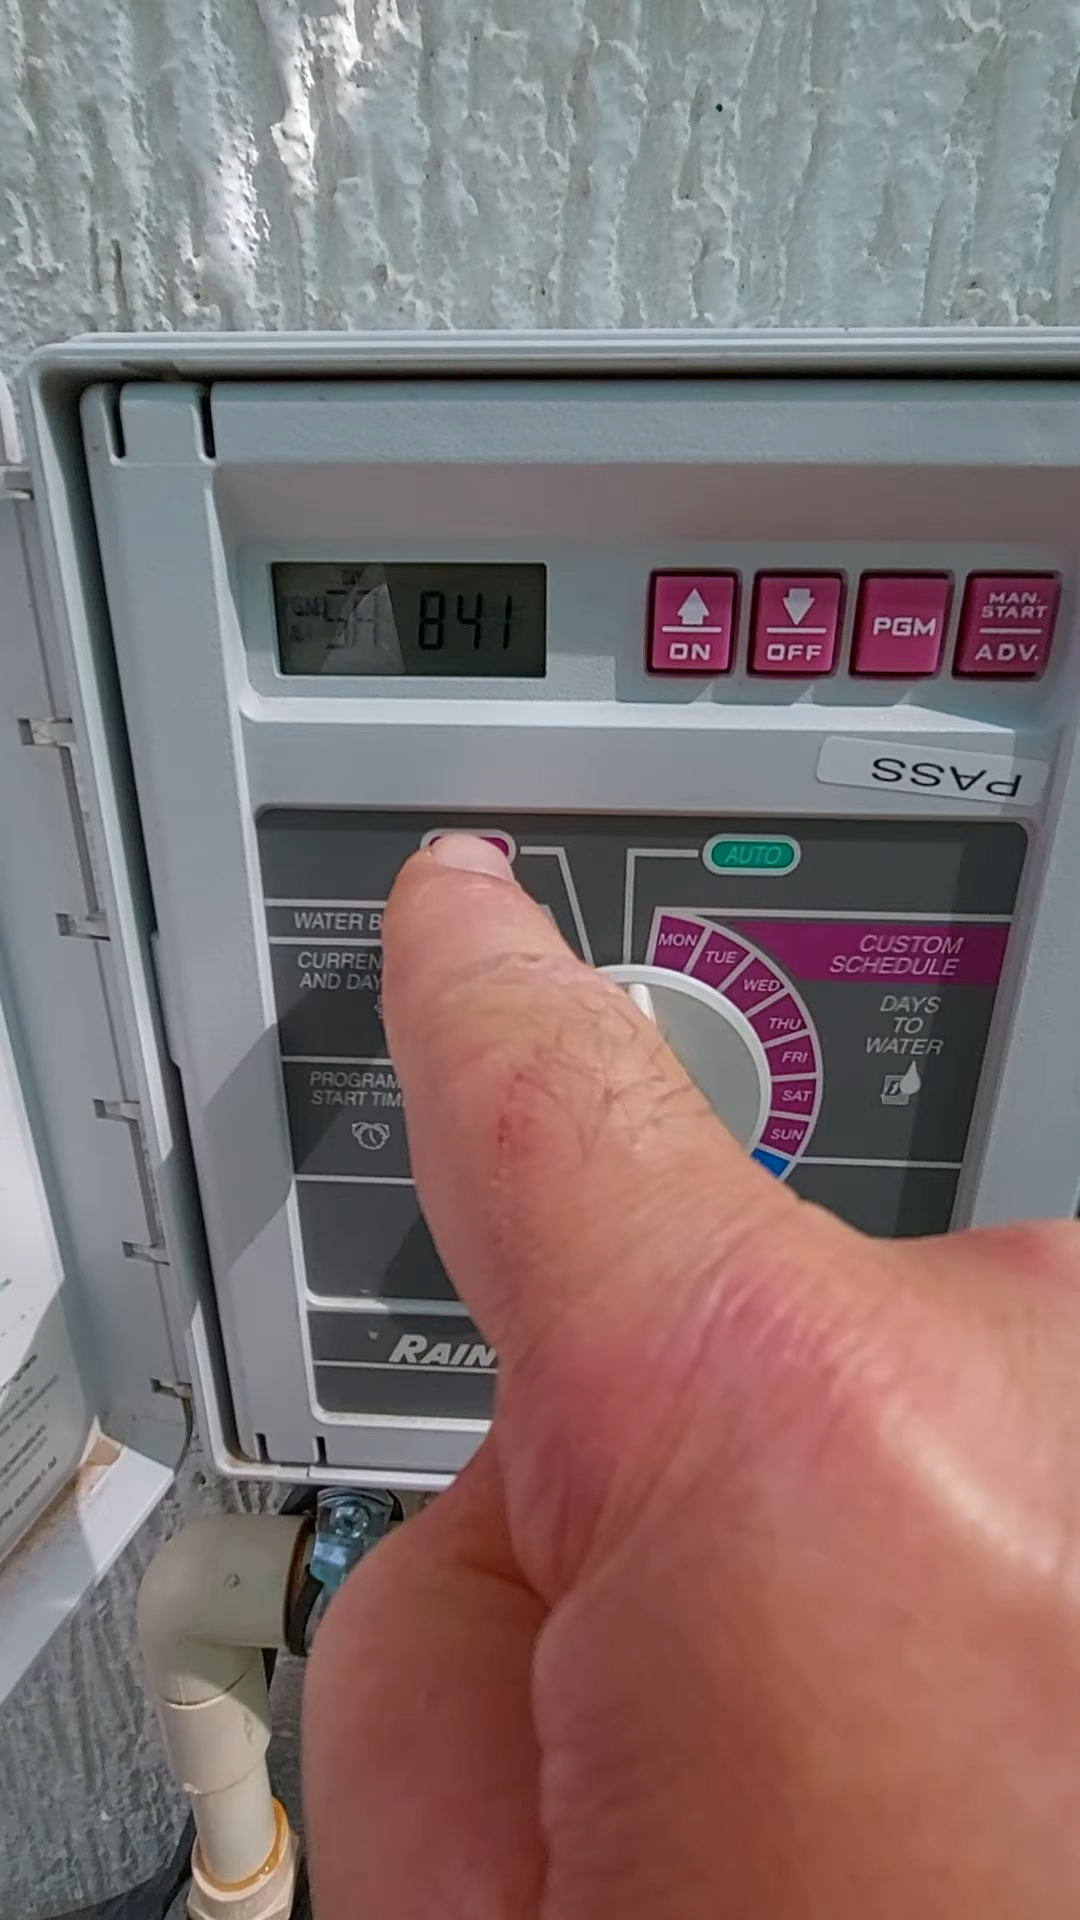 841
ON
OFF
PGM
MAN.
START
ADV.
PASS
AUTO
WATER B
CURREN
AND DAY
PROGRAM
START TIM
MON
TUE
WED
THU
FRI
SAT
SUN
CUSTOM
SCHEDULE
DAYS
TO
WATER
RAIN